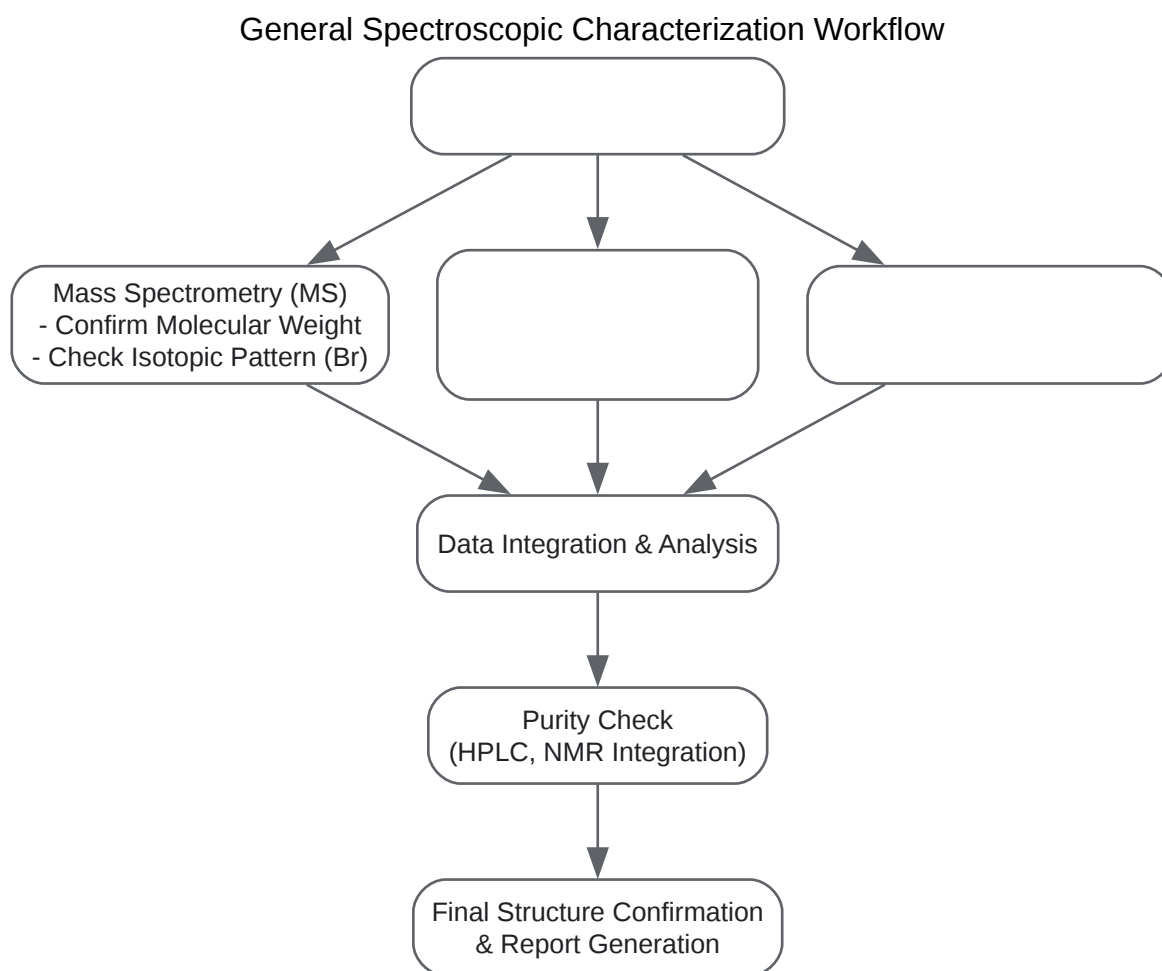 General Spectroscopic Characterization Workflow
Mass Spectrometry (MS)
- Confirm Molecular Weight
- Check Isotopic Pattern (Br)
Data Integration & Analysis
Purity Check
(HPLC, NMR Integration)
Final Structure Confirmation
& Report Generation